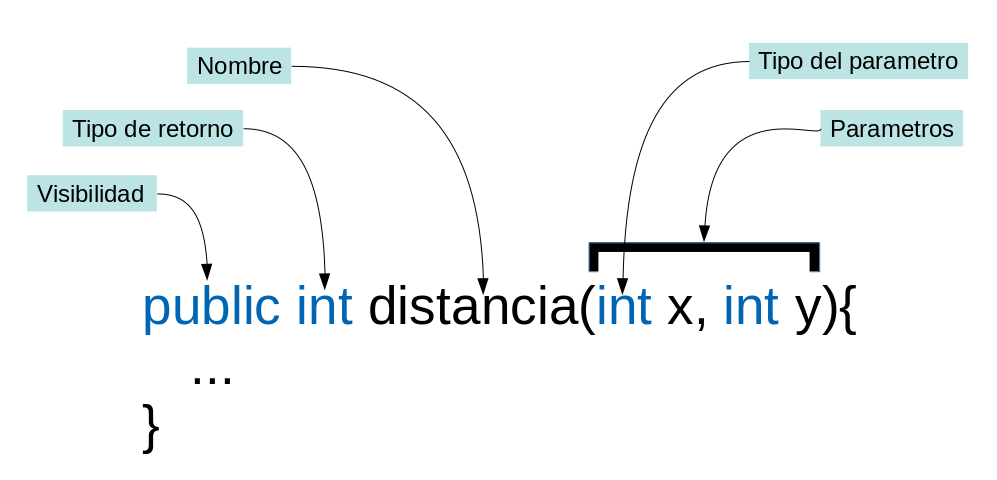 Nombre
Tipo del parametro
Tipo de retorno
Parametros
Visibilidad
public int distancia(int x, int y){
...
}